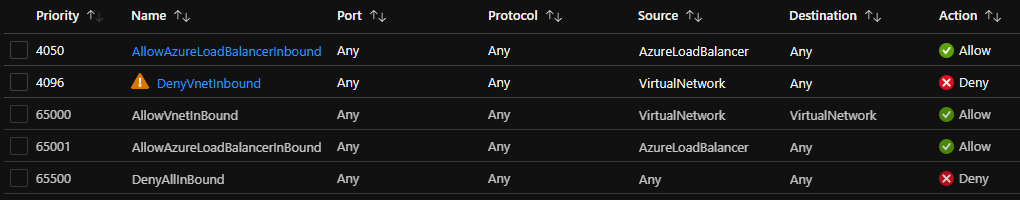 Priority Name Port Protocol Source Destination Action
4050 AllowAzureLoadBalancerInbound Any Any AzureLoadBalancer Any Allow
4096 DenyVnetInbound Any Any VirtualNetwork Any Deny
65000 AllowVnetInBound Any Any VirtualNetwork VirtualNetwork Allow
65001 AllowAzureLoadBalancerInBound Any Any AzureLoadBalancer Any Allow
65500 DenyAllInBound Any Any Any Any Deny